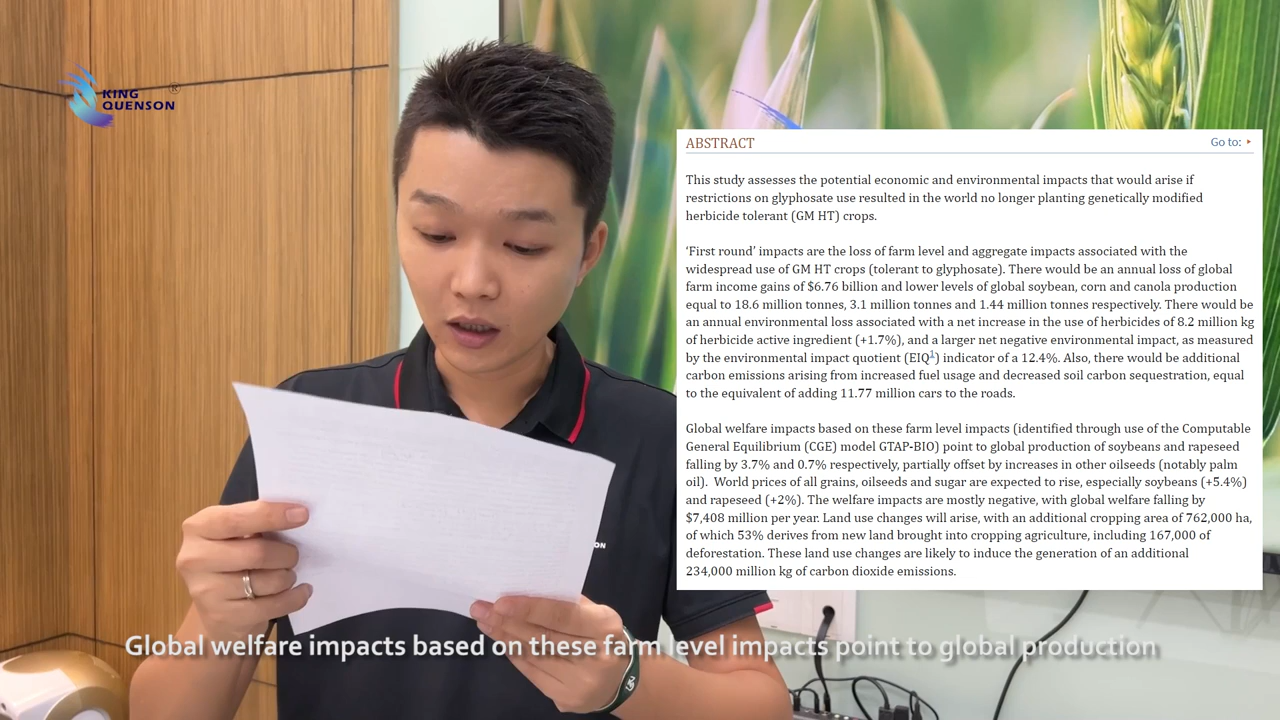 KING
QUENSON
®
ABSTRACT
Go to:
This study assesses the potential economic and environmental impacts that would arise if
restrictions on glyphosate use resulted in the world no longer planting genetically modified
herbicide tolerant (GM HT) crops.
‘First round’ impacts are the loss of farm level and aggregate impacts associated with the
widespread use of GM HT crops (tolerant to glyphosate). There would be an annual loss of global
farm income gains of $6.76 billion and lower levels of global soybean, corn and canola production
equal to 18.6 million tonnes, 3.1 million tonnes and 1.44 million tonnes respectively. There would be
an annual environmental loss associated with a net increase in the use of herbicides of 8.2 million kg
of herbicide active ingredient (+1.7%), and a larger net negative environmental impact, as measured
by the environmental impact quotient (EIQ1) indicator of a 12.4%. Also, there would be additional
carbon emissions arising from increased fuel usage and decreased soil carbon sequestration, equal
to the equivalent of adding 11.77 million cars to the roads.
Global welfare impacts based on these farm level impacts (identified through use of the Computable
General Equilibrium (CGE) model GTAP-BIO) point to global production of soybeans and rapeseed
falling by 3.7% and 0.7% respectively, partially offset by increases in other oilseeds (notably palm
oil). World prices of all grains, oilseeds and sugar are expected to rise, especially soybeans (+5.4%)
and rapeseed (+2%). The welfare impacts are mostly negative, with global welfare falling by
$7,408 million per year. Land use changes will arise, with an additional cropping area of 762,000 ha,
of which 53% derives from new land brought into cropping agriculture, including 167,000 of
deforestation. These land use changes are likely to induce the generation of an additional
234,000 million kg of carbon dioxide emissions.
ON
Global welfare impacts based on these farm level impacts point to global production